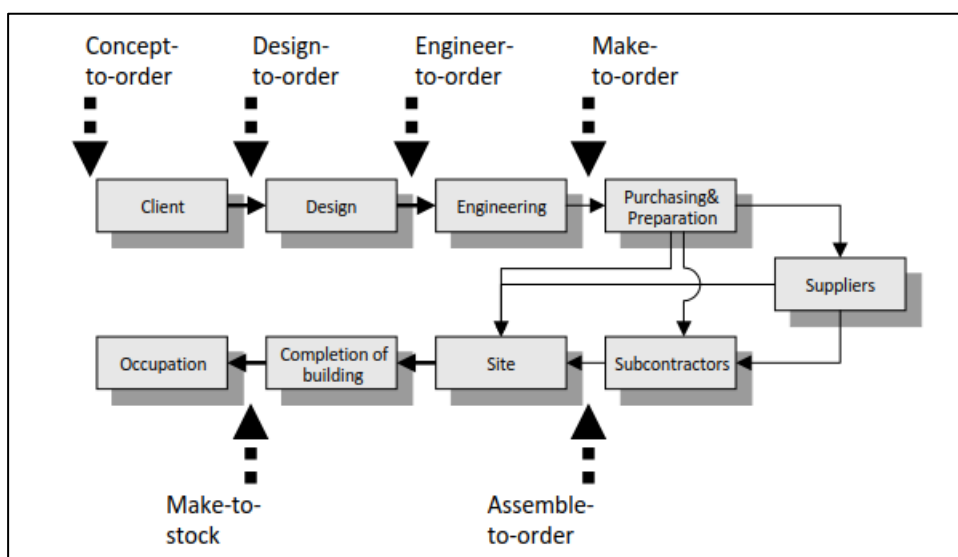 Concept-
to-order
Design-
to-order
Engineer-
to-order
Make-
to-order
Client
Design
Engineering
Purchasing&
Preparation
Suppliers
Occupation
Completion of
building
Site
Subcontractors
Make-to-
stock
Assemble-
to-order